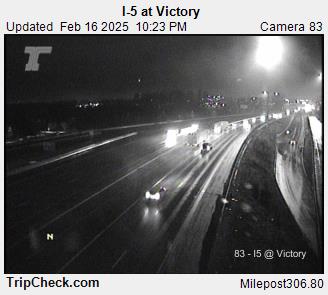 I-5 at Victory
Updated Feb 16 2025 10:23 PM Camera 83
T
N
83 - I5 @ Victory
TripCheck.com Milepost306.80